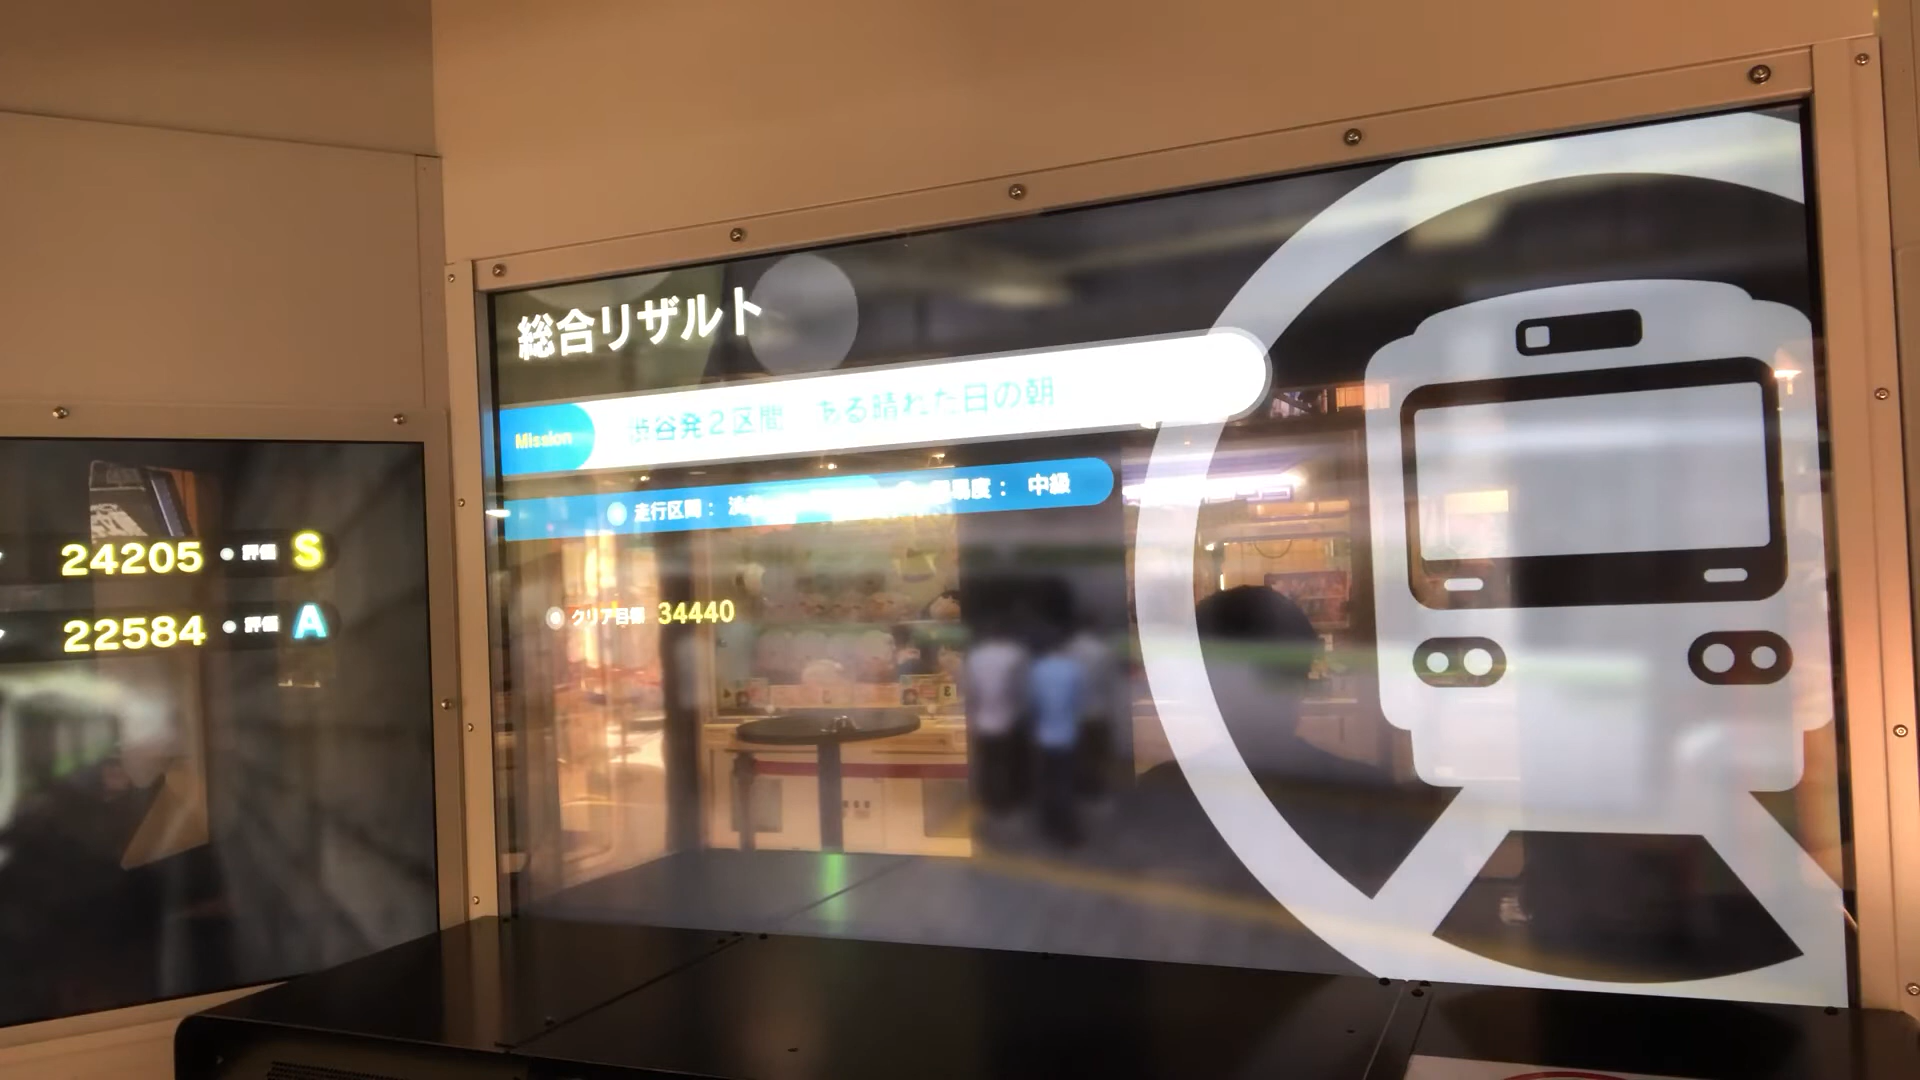 総合リザルト
Mission
渋谷発2区間 ある晴れた日の朝
走行区間：
度： 中級
クリア目標 34440
24205 評価 S
22584 評価 A